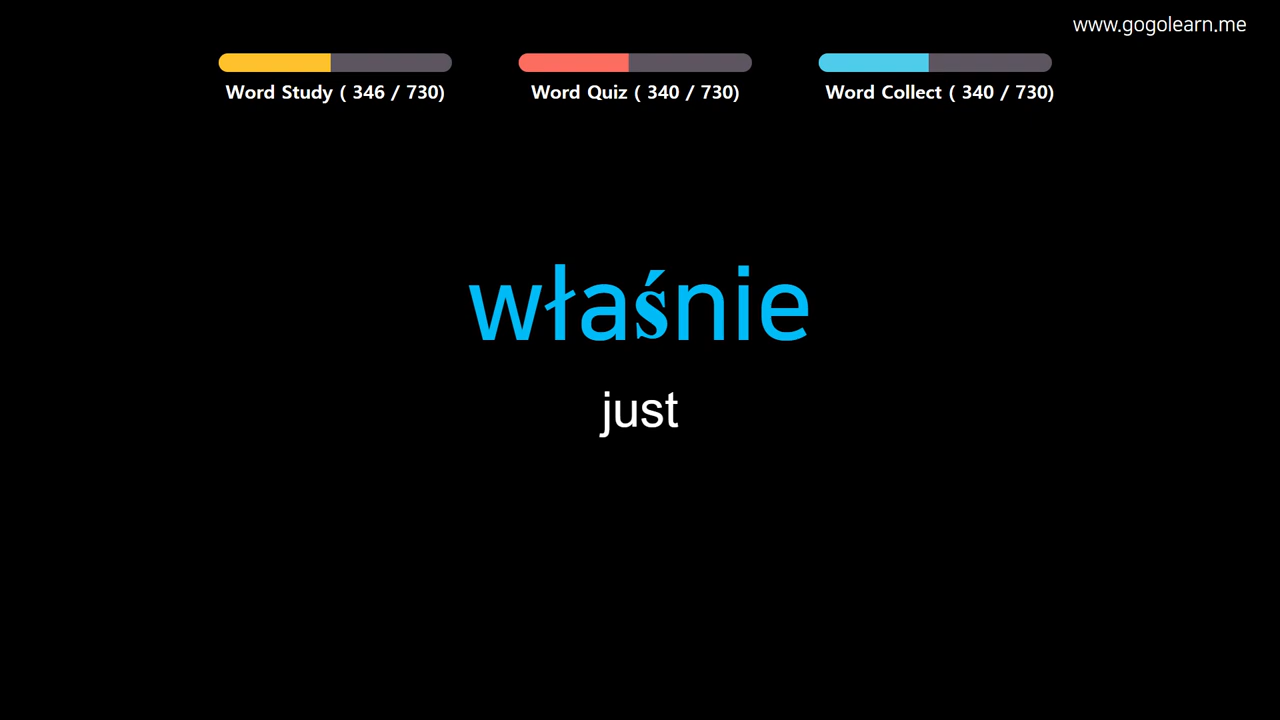 www.gogolearn.me
Word Study ( 346 / 730)
Word Quiz ( 340 / 730)
Word Collect ( 340 / 730)
właśnie
just